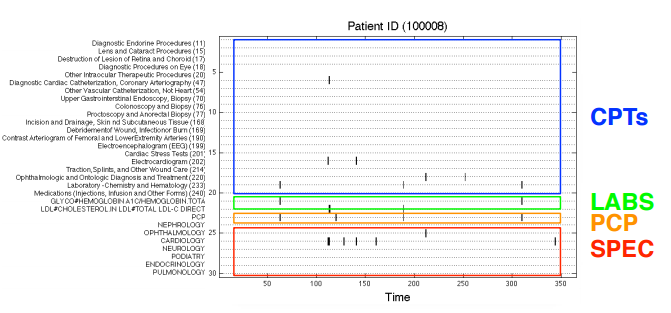 Patient ID (100008)
Diagnostic Endocrine Procedures (11)
Lens and Cataract Procedures (15)
Destruction of Lesion of Retina and Choroid (17)
Diagnostic Procedures on Eye (18)
Other Intraocular Therapeutic Procedures (20)
Diagnostic Cardiac Catheterization, Coronary Arteriography (47)
Other Vascular Catheterization, Not Heart (54)
Upper Gastrointerstinal Endoscopy, Biopsy (70)
Colonoscopy and Biopsy (76)
Proctoscopy and Anorectal Biopsy (77)
Incision and Drainage, Skin nd Subcutaneous Tissue (168
Debridementof Wound, Infectionor Burn (169)
Contrast Arteriogram of Femoral and LowerExtremity Arteries (190)
Electroencephalogram (EEG) (199)
Cardiac Stress Tests (201)
Electrocardiogram (202)
Traction,Splints, and Other Wound Care (214)
Ophthalmologic and Ontologic Diagnosis and Treatment (220)
Laboratory -Chemistry and Hematology (233)
Medications (Injections, Infusion and Other Forms) (240)
GLYCO#HEMOGLOBIN A1C/HEMOGLOBIN.TOTA
LDL#CHOLESTEROL.IN LDL#TOTAL LDL-C DIRECT
PCP
NEPHROLOGY
OPHTHALMOLOGY
CARDIOLOGY
NEUROLOGY
PODIATRY
ENDOCRINOLOGY
PULMONOLOGY
5
10
15
20
25
30
50
100
150
200
250
300
350
Time
CPTs
LABS
PCP
SPEC